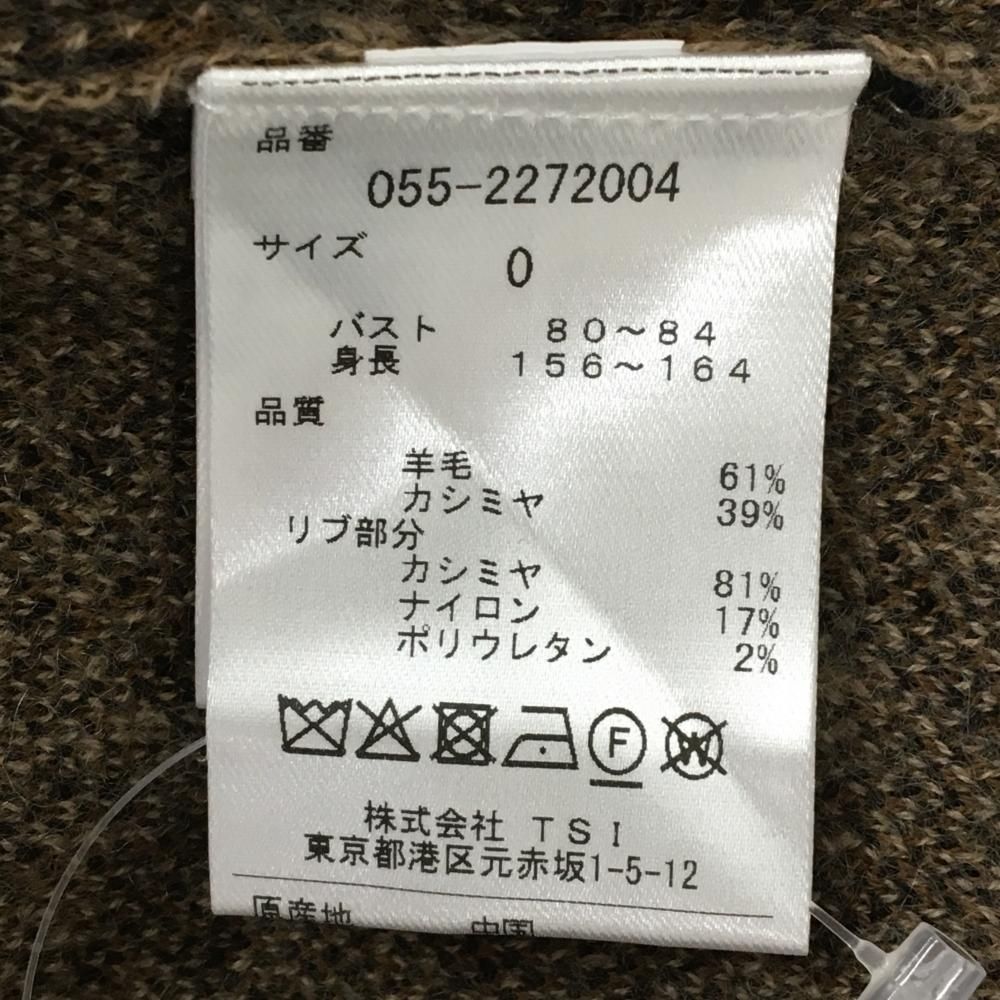 品番
055-2272004
サイズ 0
バスト 80〜84
身長 156〜164
品質
羊毛 61%
カシミヤ 39%
リブ部分
カシミヤ 81%
ナイロン 17%
ポリウレタン 2%
F W
株式会社 TSI
東京都港区元赤坂1-5-12
原産地 中国